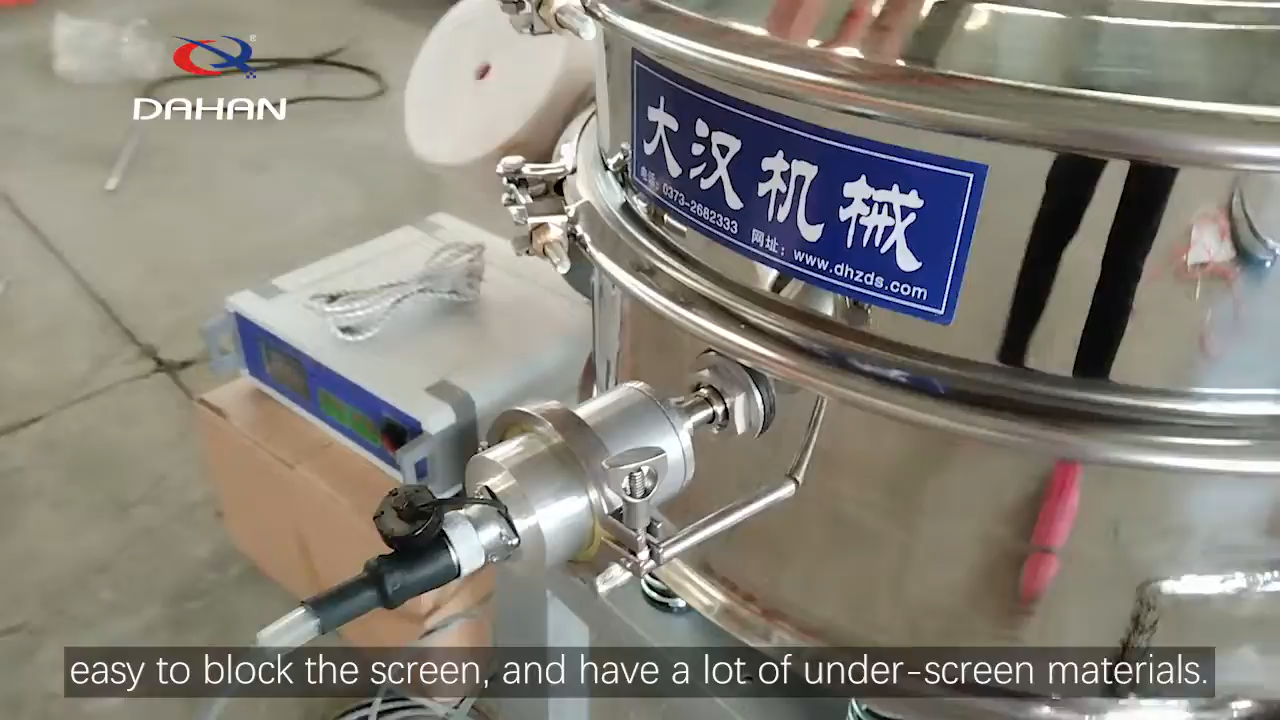 DAHAN
大汉机械
电话：0373-2682333 网址：www.dhzds.com
easy to block the screen, and have a lot of under-screen materials.